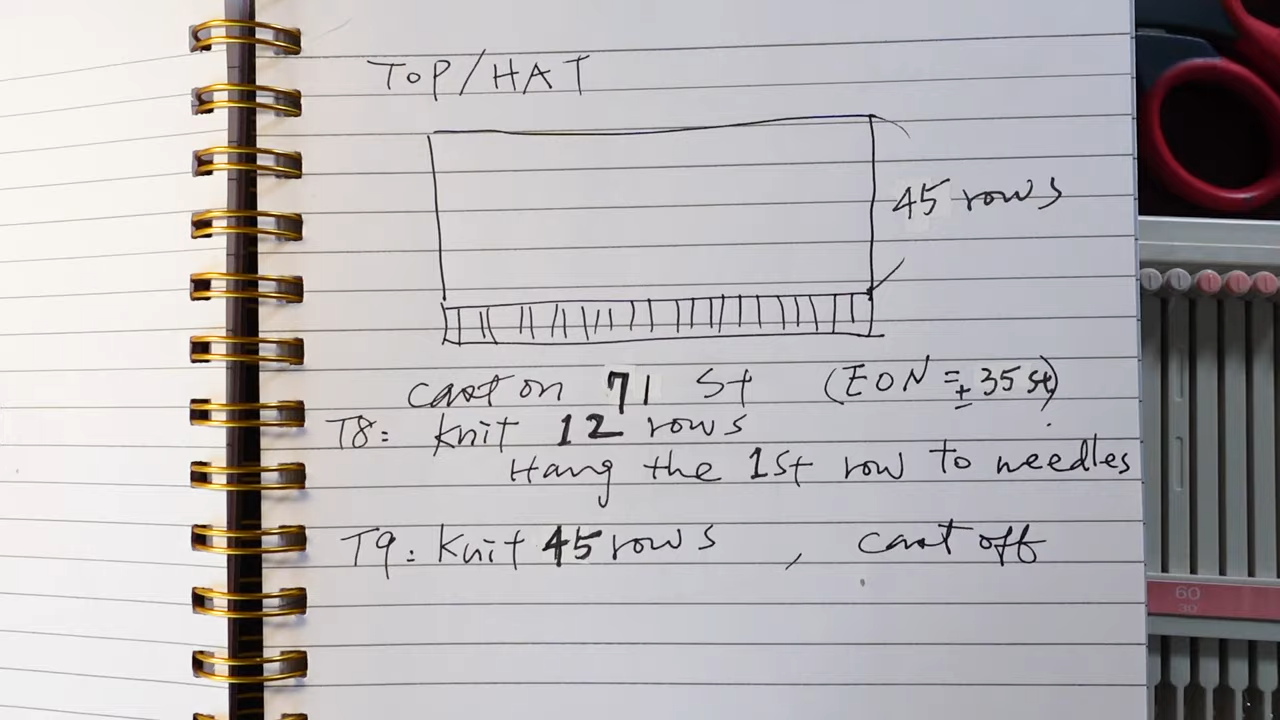 TOP/HAT
45 rows
cast on 71 St (EON = ± 35 st)
T8: Knit 12 rows
Hang the 1st row to needles
T9: Knit 45 rows , cast off
60
30